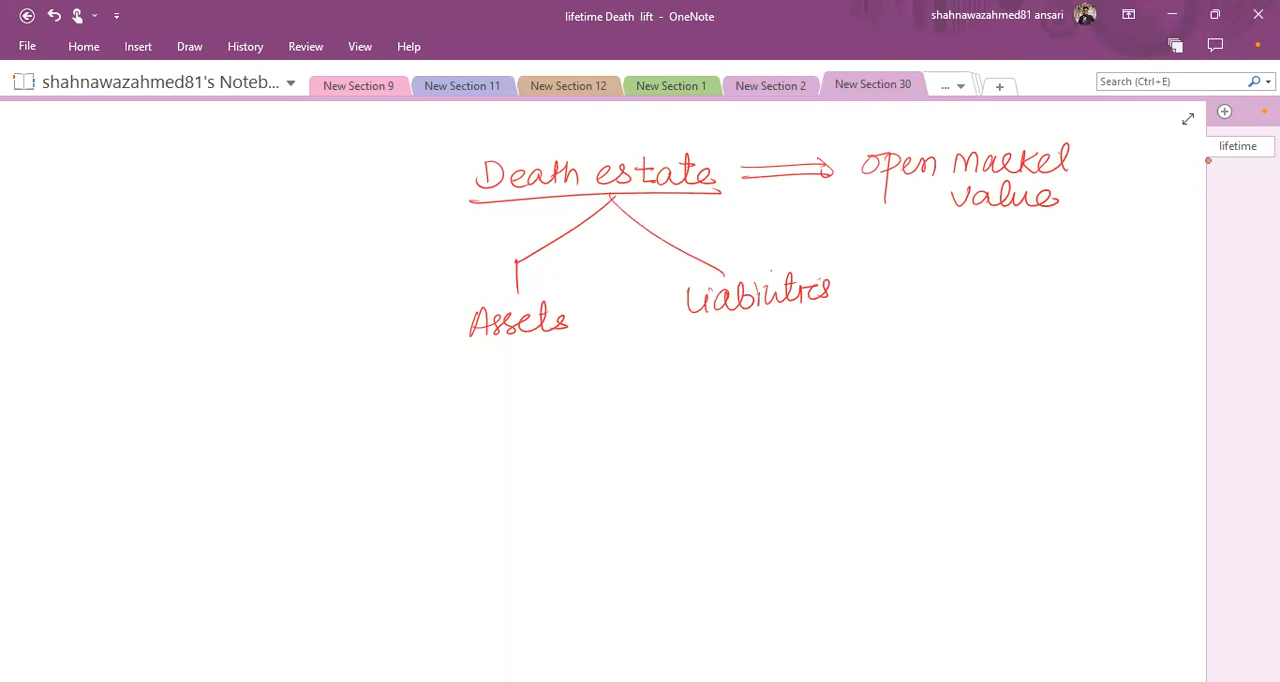 lifetime Death lift - OneNote
shahnawazahmed81 ansari
File Home Insert Draw History Review View Help
shahnawazahmed81's Noteb...
New Section 9 New Section 11 New Section 12 New Section 1 New Section 2 New Section 30 ... +
Search (Ctrl+E)
lifetime
Death estate ⟹ open market
value
Assets
Liabilities